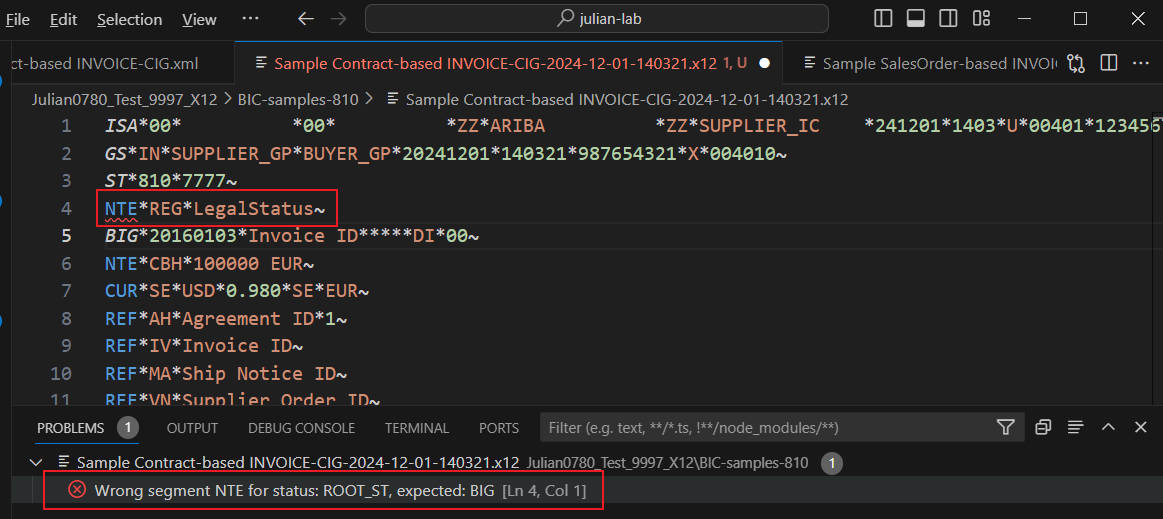 File Edit Selection View ··· julian-lab
ct-based INVOICE-CIG.xml Sample Contract-based INVOICE-CIG-2024-12-01-140321.x12 1, U Sample SalesOrder-based INVOI
Julian0780_Test_9997_X12 > BIC-samples-810 > Sample Contract-based INVOICE-CIG-2024-12-01-140321.x12
1 ISA*00* *00* *ZZ*ARIBA *ZZ*SUPPLIER_IC *241201*1403*U*00401*123456
2 GS*IN*SUPPLIER_GP*BUYER_GP*20241201*140321*987654321*X*004010~
3 ST*810*7777~
4 NTE*REG*LegalStatus~
5 BIG*20160103*Invoice ID*****DI*00~
6 NTE*CBH*100000 EUR~
7 CUR*SE*USD*0.980*SE*EUR~
8 REF*AH*Agreement ID*1~
9 REF*IV*Invoice ID~
10 REF*MA*Ship Notice ID~
11 REF*VN*Supplier Order ID~
PROBLEMS 1 OUTPUT DEBUG CONSOLE TERMINAL PORTS Filter (e.g. text, **/*.ts, !**/node_modules/**)
Sample Contract-based INVOICE-CIG-2024-12-01-140321.x12 Julian0780_Test_9997_X12\BIC-samples-810 1
Wrong segment NTE for status: ROOT_ST, expected: BIG [Ln 4, Col 1]